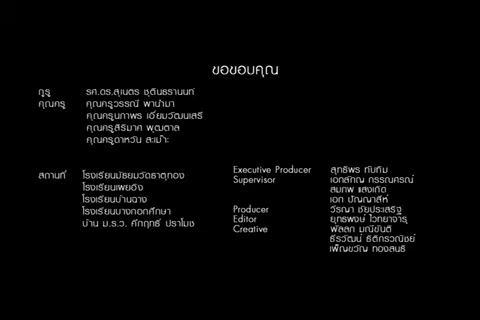 ขอขอบคุณ
กูรู รศ.ดร.สุเนตร ชุตินธรานนท์
คุณครู คุณครูวรรณี พาน้ำมา
คุณครูนภาพร เอี่ยมวัฒนเสรี
คุณครูสิริมาศ พุฒตาล
คุณครูดาหวัน สะเม๊าะ
สถานที่ โรงเรียนมัธยมวัดธาตุทอง
โรงเรียนเผยอิง
โรงเรียนบ้านฉาง
โรงเรียนบางกอกศึกษา
บ้าน ม.ร.ว. คึกฤทธิ์ ปราโมช
Executive Producer สุทธิพร ทับทิม
Supervisor เอกลักญ กรรณศรณ์
สมภพ แสงเกิด
เอก ปัญญาสีห์
Producer วีรณา ชัยประเสริฐ
Editor ยุทธพงษ์ ไวทยาจารุ
Creative พัลลภ มณียันตี
ธีรวัฒน์ ธิติกรวณิชย์
เพ็ญขวัญ ทองสนธิ